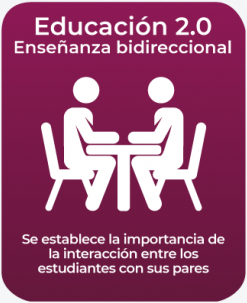 Educación 2.0
Enseñanza bidireccional
Se establece la importancia de
la interacción entre los
estudiantes con sus pares